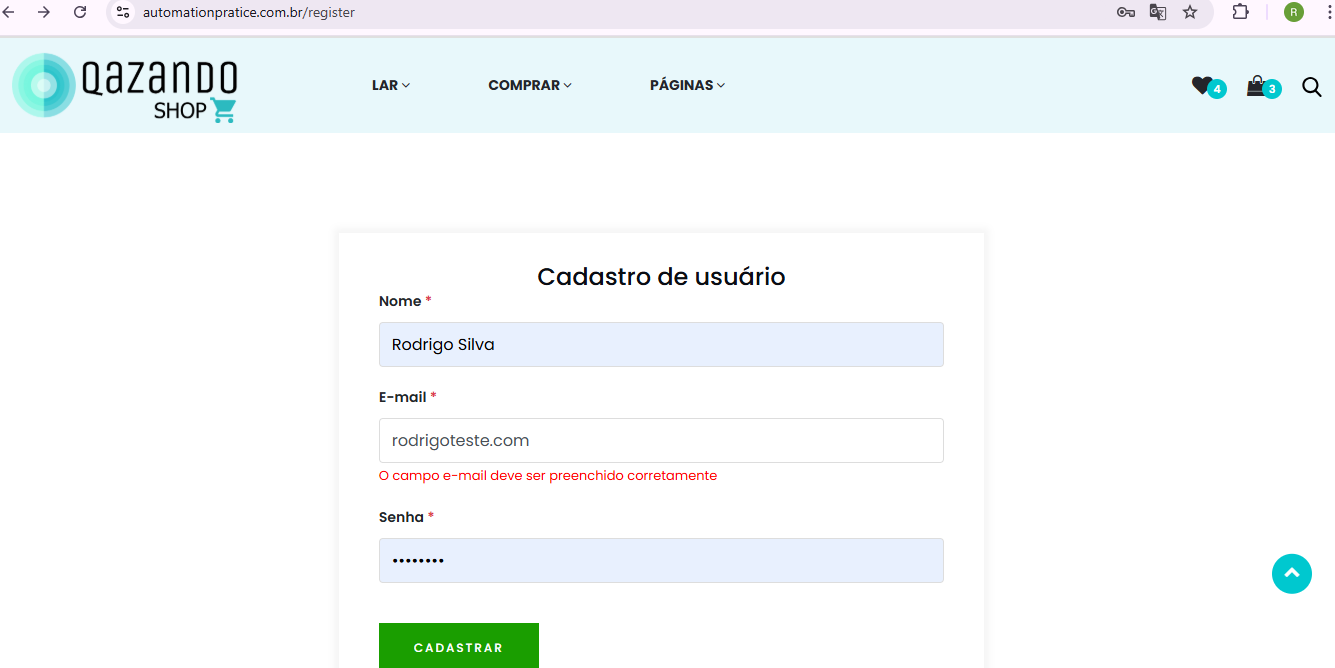 automationpratice.com.br/register
R
QAZANDO
SHOP
LAR
COMPRAR
PÁGINAS
4
3
Cadastro de usuário
Nome *
Rodrigo Silva
E-mail *
rodrigoteste.com
O campo e-mail deve ser preenchido corretamente
Senha *
••••••••
CADASTRAR